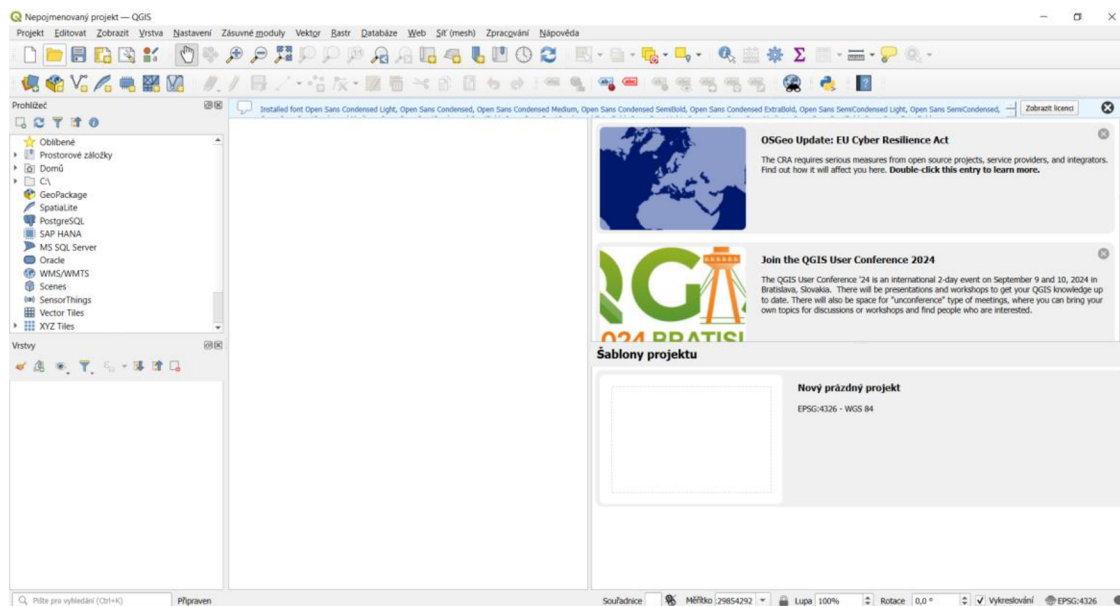 Nepojmenovaný projekt — QGIS
Projekt Editovat Zobrazit Vrstva Nastavení Zásuvné moduly Vektor Rastr Databáze Web Síť (mesh) Zpracování Nápověda
Prohlížeč
Installed font Open Sans Condensed Light, Open Sans Condensed, Open Sans Condensed Medium, Open Sans Condensed SemiBold, Open Sans Condensed ExtraBold, Open Sans SemiCondensed Light, Open Sans SemiCondensed,
Zobrazit licenci
Oblíbené
Prostorové záložky
Domů
C:\
GeoPackage
SpatiaLite
PostgreSQL
SAP HANA
MS SQL Server
Oracle
WMS/WMTS
Scenes
SensorThings
Vector Tiles
XYZ Tiles
Vrstvy
OSGeo Update: EU Cyber Resilience Act
The CRA requires serious measures from open source projects, service providers, and integrators.
Find out how it will affect you here. Double-click this entry to learn more.
Join the QGIS User Conference 2024
The QGIS User Conference '24 is an international 2-day event on September 9 and 10, 2024 in
Bratislava, Slovakia. There will be presentations and workshops to get your QGIS knowledge up
to date. There will also be space for "unconference" type of meetings, where you can bring your
own topics for discussions or workshops and find people who are interested.
Šablony projektu
Nový prázdný projekt
EPSG:4326 - WGS 84
Pište pro vyhledání (Ctrl+K)
Připraven
Souřadnice
Měřítko 29854292
Lupa 100%
Rotace 0,0 °
Vykreslování
EPSG:4326